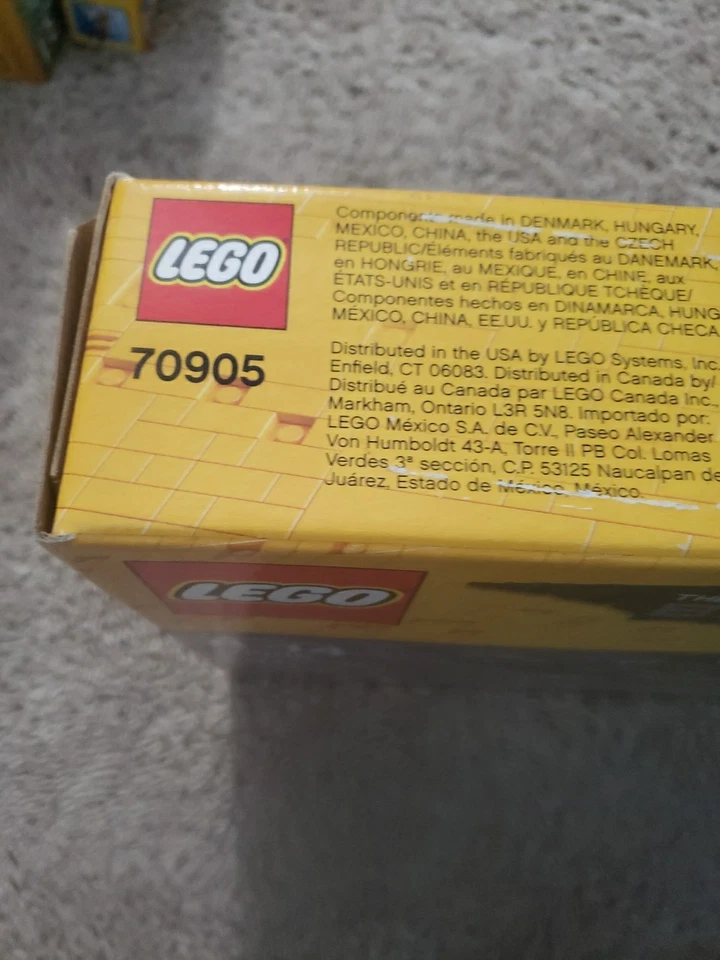 LEGO
70905
Components made in DENMARK, HUNGARY,
MEXICO, CHINA, the USA and the CZECH
REPUBLIC/Éléments fabriqués au DANEMARK,
en HONGRIE, au MEXIQUE, en CHINE, aux
ÉTATS-UNIS et en RÉPUBLIQUE TCHÈQUE/
Componentes hechos en DINAMARCA, HUNG
MÉXICO, CHINA, EE.UU. y REPÚBLICA CHECA
Distributed in the USA by LEGO Systems, Inc.
Enfield, CT 06083. Distributed in Canada by/
Distribué au Canada par LEGO Canada Inc.,
Markham, Ontario L3R 5N8. Importado por:
LEGO México S.A. de C.V., Paseo Alexander
Von Humboldt 43-A, Torre II PB Col. Lomas
Verdes 3ª sección, C.P. 53125 Naucalpan de
Juárez, Estado de México, México.
LEGO